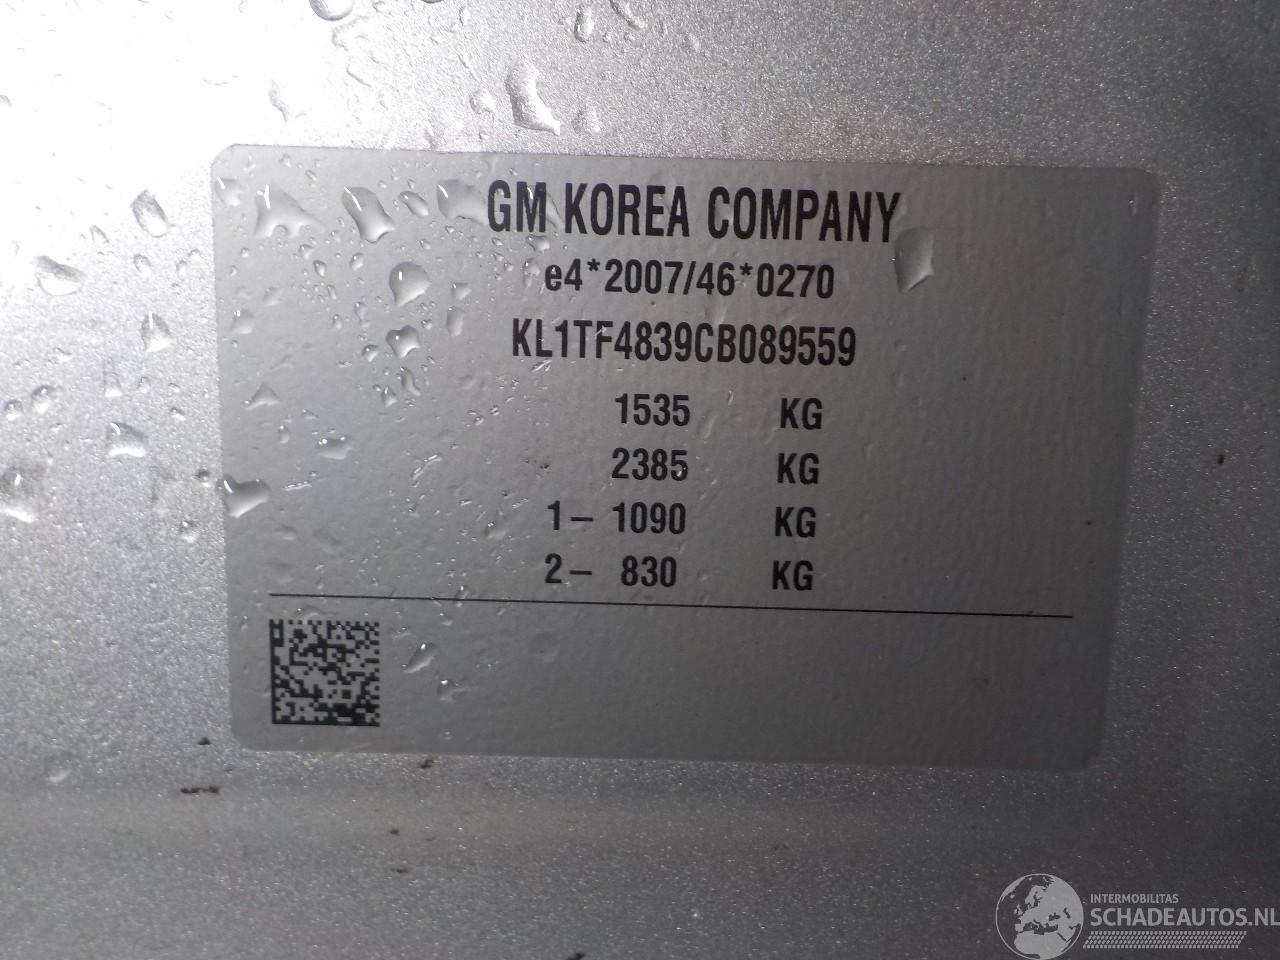 GM KOREA COMPANY
e4*2007/46*0270
KL1TF4839CB089559
1535 KG
2385 KG
1– 1090 KG
2– 830 KG
INTERMOBILITAS
SCHADEAUTOS.NL